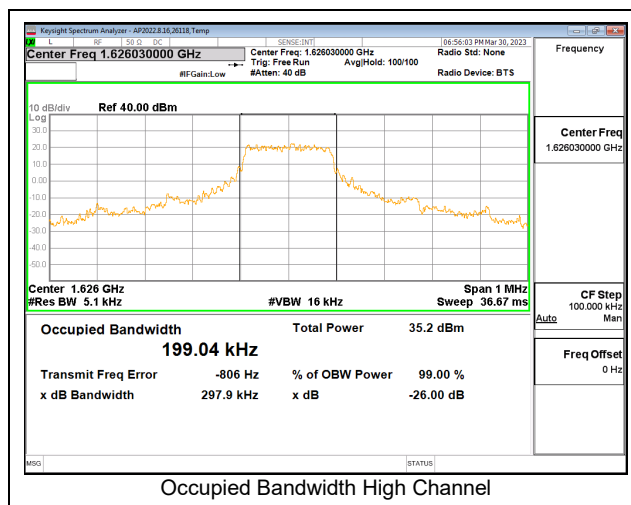 Keysight Spectrum Analyzer - AP2022.8.16,26118,Temp
LXI L RF 50 Ω DC SENSE:INT 06:56:03 PM Mar 30, 2023
Center Freq 1.626030000 GHz Center Freq: 1.626030000 GHz Radio Std: None Frequency
Trig: Free Run Avg|Hold: 100/100
#IFGain:Low #Atten: 40 dB Radio Device: BTS
10 dB/div Ref 40.00 dBm
Log
30.0
20.0
Center Freq
1.626030000 GHz
10.0
0.00
-10.0
-20.0
-30.0
-40.0
-50.0
Center 1.626 GHz Span 1 MHz
#Res BW 5.1 kHz #VBW 16 kHz Sweep 36.67 ms
CF Step
100.000 kHz
Auto Man
Occupied Bandwidth Total Power 35.2 dBm
199.04 kHz
Freq Offset
0 Hz
Transmit Freq Error -806 Hz % of OBW Power 99.00 %
x dB Bandwidth 297.9 kHz x dB -26.00 dB
MSG STATUS
Occupied Bandwidth High Channel